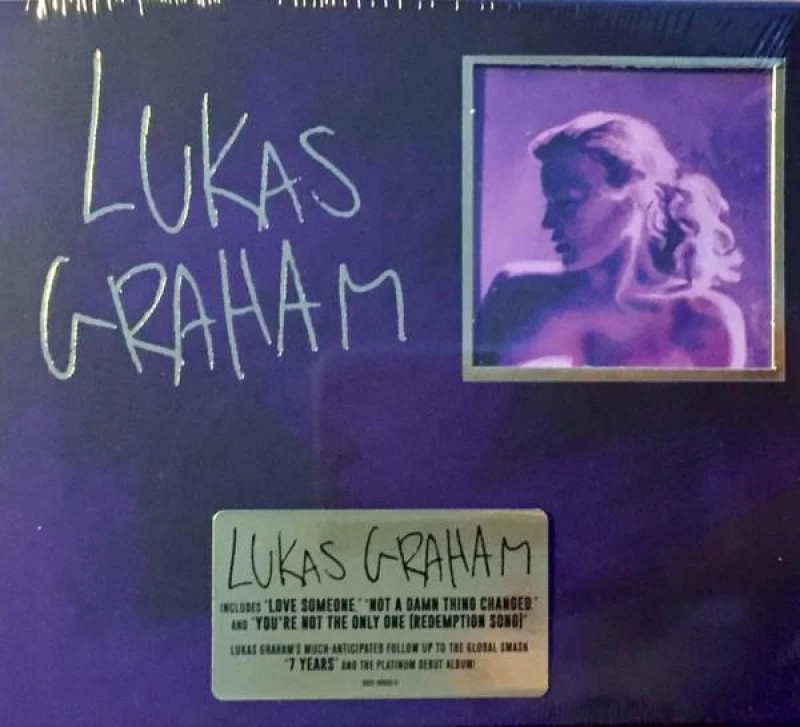 LUKAS
GRAHAM
LUKAS GRAHAM
INCLUDES "LOVE SOMEONE," "NOT A DAMN THING CHANGED,"
AND "YOU'RE NOT THE ONLY ONE (REDEMPTION SONG)"
LUKAS GRAHAM'S MUCH-ANTICIPATED FOLLOW UP TO THE GLOBAL SMASH
"7 YEARS" AND THE PLATINUM DEBUT ALBUM!